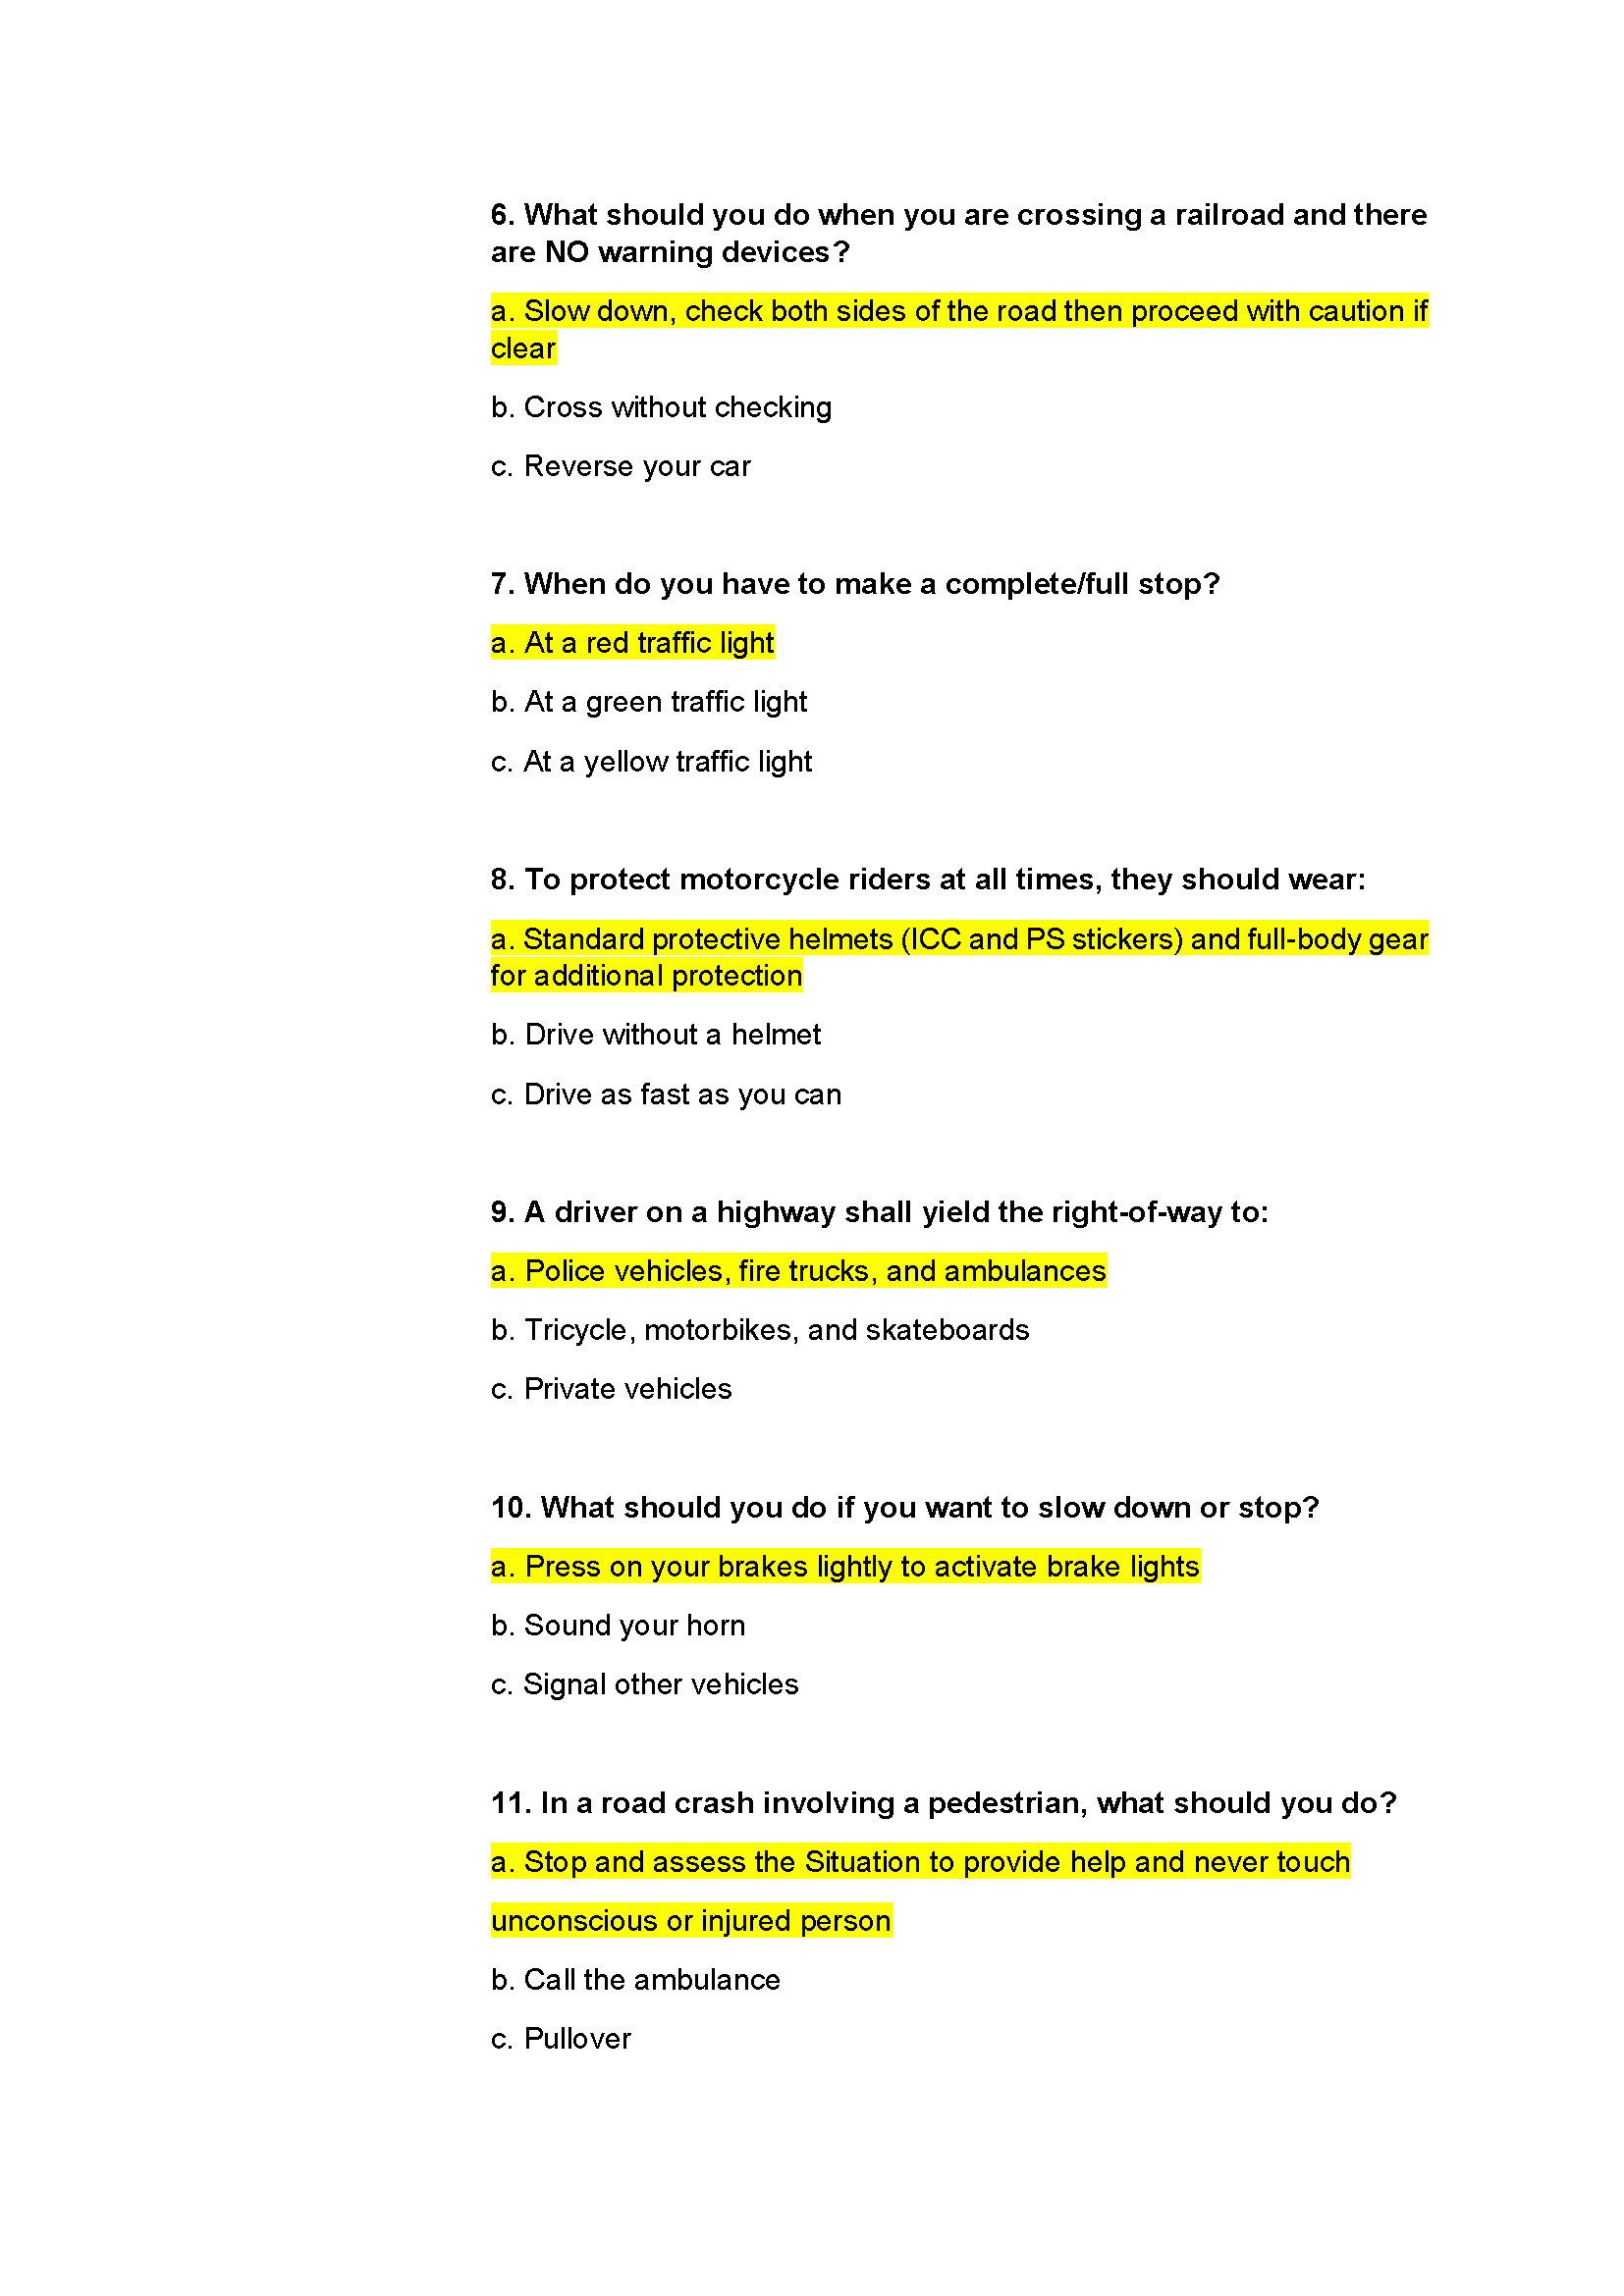 6. What should you do when you are crossing a railroad and there
are NO warning devices?
a. Slow down, check both sides of the road then proceed with caution if
clear
b. Cross without checking
c. Reverse your car
7. When do you have to make a complete/full stop?
a. At a red traffic light
b. At a green traffic light
c. At a yellow traffic light
8. To protect motorcycle riders at all times, they should wear:
a. Standard protective helmets (ICC and PS stickers) and full-body gear
for additional protection
b. Drive without a helmet
c. Drive as fast as you can
9. A driver on a highway shall yield the right-of-way to:
a. Police vehicles, fire trucks, and ambulances
b. Tricycle, motorbikes, and skateboards
c. Private vehicles
10. What should you do if you want to slow down or stop?
a. Press on your brakes lightly to activate brake lights
b. Sound your horn
c. Signal other vehicles
11. In a road crash involving a pedestrian, what should you do?
a. Stop and assess the Situation to provide help and never touch
unconscious or injured person
b. Call the ambulance
c. Pullover